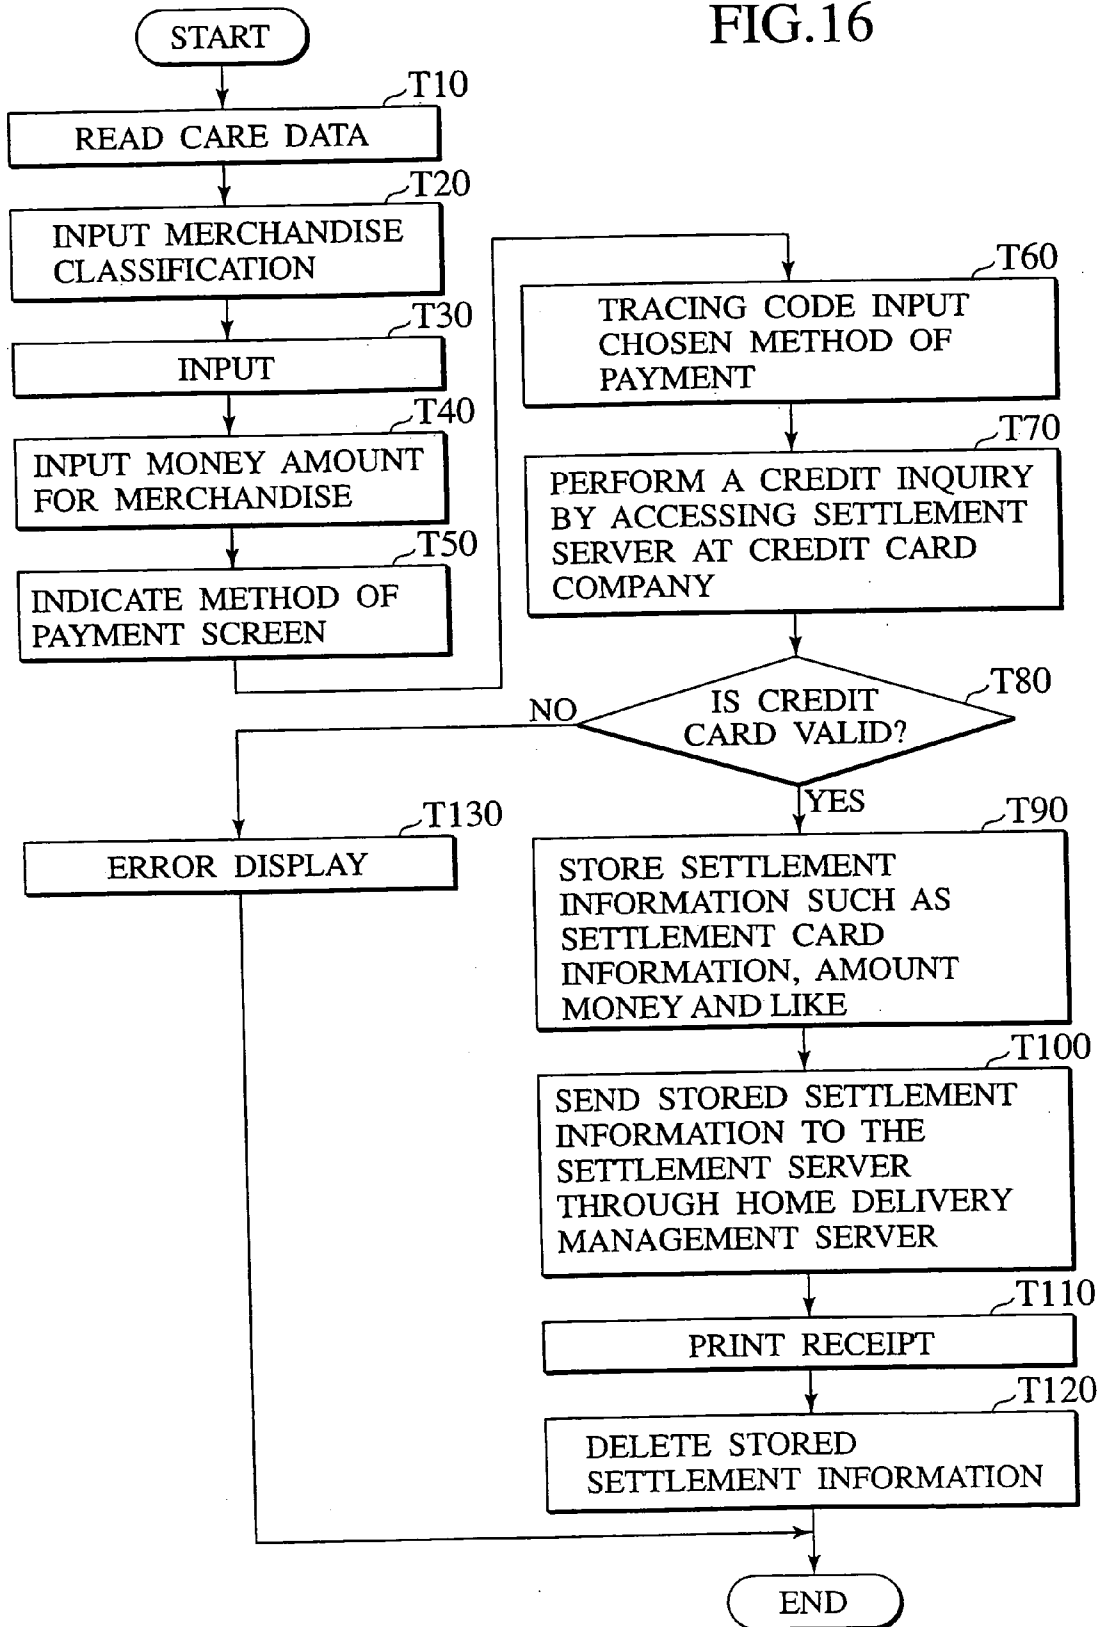 FIG.16
START
T10
READ CARE DATA
T20
INPUT MERCHANDISE
CLASSIFICATION
T30
INPUT
T40
INPUT MONEY AMOUNT
FOR MERCHANDISE
T50
INDICATE METHOD OF
PAYMENT SCREEN
T60
TRACING CODE INPUT
CHOSEN METHOD OF
PAYMENT
T70
PERFORM A CREDIT INQUIRY
BY ACCESSING SETTLEMENT
SERVER AT CREDIT CARD
COMPANY
T80
IS CREDIT
CARD VALID?
NO
YES
T130
ERROR DISPLAY
T90
STORE SETTLEMENT
INFORMATION SUCH AS
SETTLEMENT CARD
INFORMATION, AMOUNT
MONEY AND LIKE
T100
SEND STORED SETTLEMENT
INFORMATION TO THE
SETTLEMENT SERVER
THROUGH HOME DELIVERY
MANAGEMENT SERVER
T110
PRINT RECEIPT
T120
DELETE STORED
SETTLEMENT INFORMATION
END